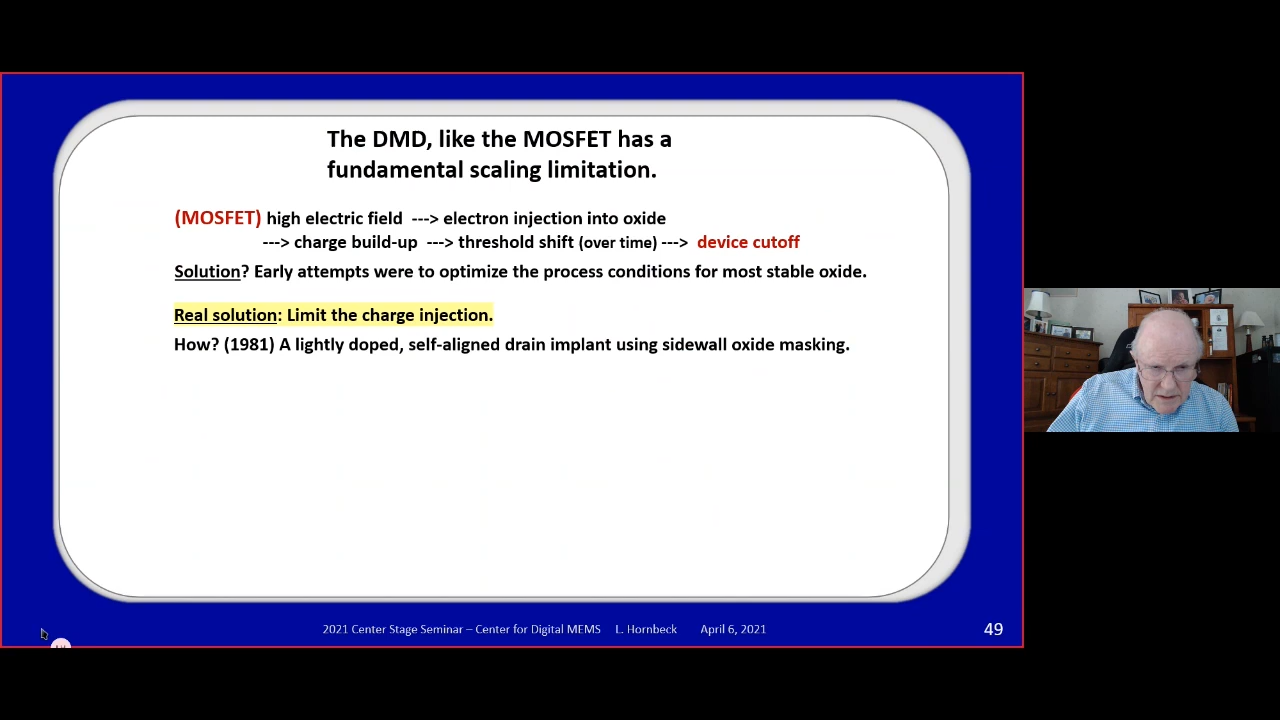 The DMD, like the MOSFET has a
fundamental scaling limitation.
(MOSFET) high electric field ---> electron injection into oxide
---> charge build-up ---> threshold shift (over time) ---> device cutoff
Solution? Early attempts were to optimize the process conditions for most stable oxide.
Real solution: Limit the charge injection.
How? (1981) A lightly doped, self-aligned drain implant using sidewall oxide masking.
2021 Center Stage Seminar – Center for Digital MEMS L. Hornbeck April 6, 2021
49